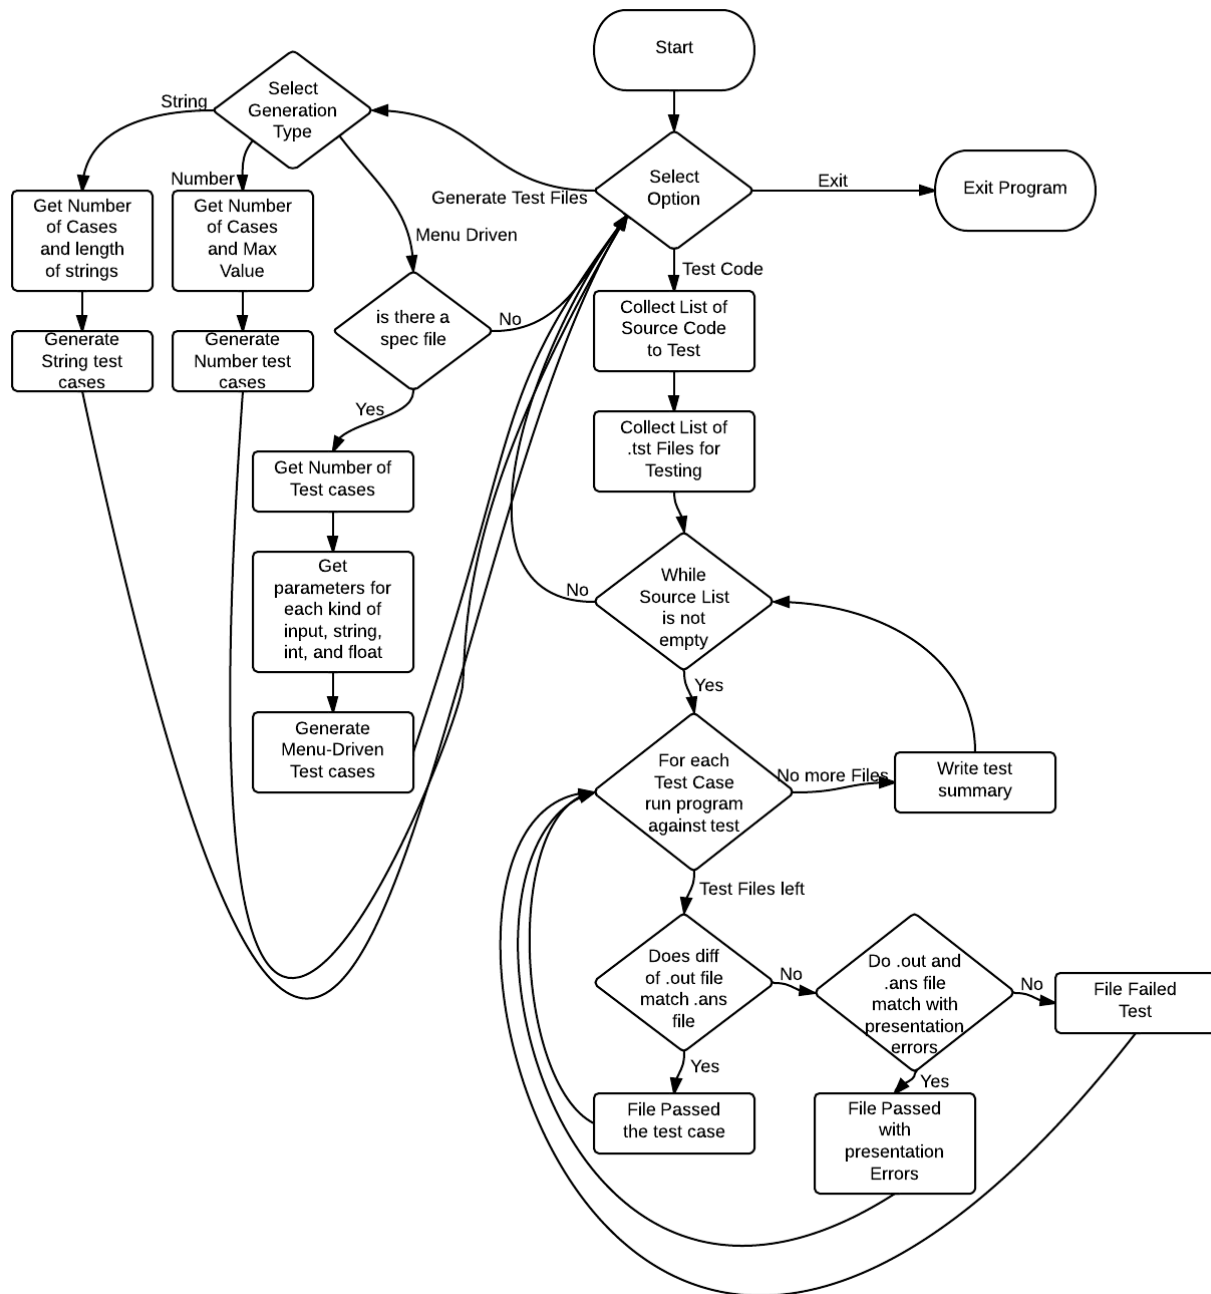 Start
Select
Generation
Type
String
Number
Menu Driven
Generate Test Files
Select
Option
Exit
Exit Program
Get Number
of Cases
and length
of strings
Get Number
of Cases
and Max
Value
Test Code
Collect List of
Source Code
to Test
is there a
spec file
No
Generate
String test
cases
Generate
Number test
cases
Yes
Collect List of
.tst Files for
Testing
Get Number of
Test cases
Get
parameters for
each kind of
input, string,
int, and float
No
While
Source List
is not
empty
Yes
Generate
Menu-Driven
Test cases
For each
Test Case
run program
against test
No more Files
Write test
summary
Test Files left
Does diff
of .out file
match .ans
file
No
Do .out and
.ans file
match with
presentation
errors
No
File Failed
Test
Yes
File Passed
the test case
Yes
File Passed
with
presentation
Errors